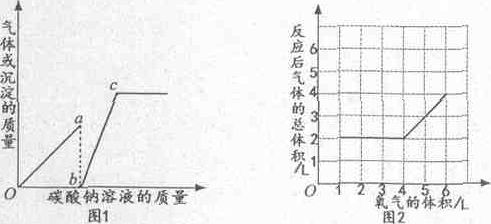 气体或沉淀的质量
a
c
b
O
碳酸钠溶液的质量
图1
反应后气体的总体积/L
6
4
3
2
1
O
1 2 3 4 5 6
氧气的体积/L
图2